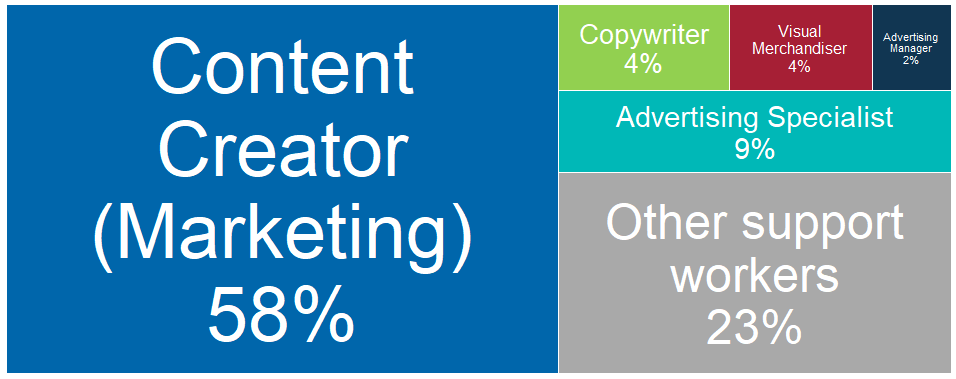 Content
Creator
(Marketing)
58%
Copywriter
4%
Visual
Merchandiser
4%
Advertising
Manager
2%
Advertising Specialist
9%
Other support
workers
23%